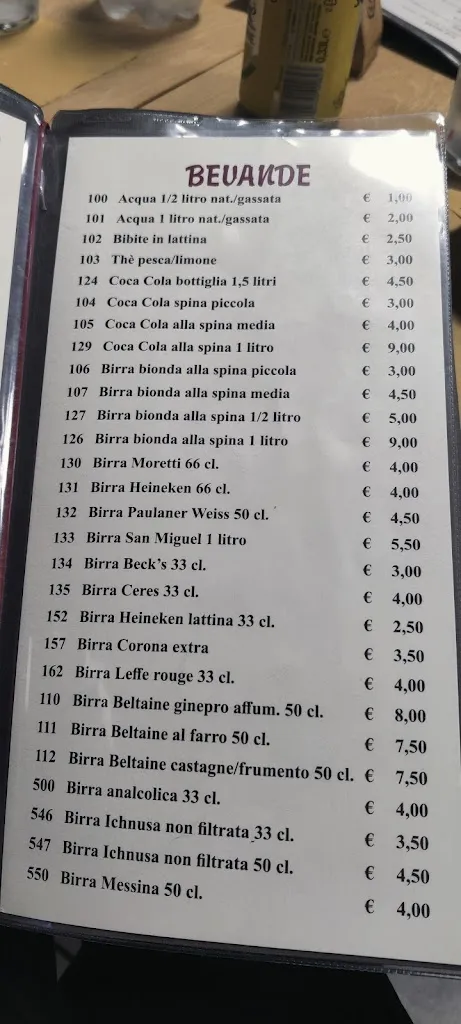 BEVANDE
100 Acqua 1/2 litro nat./gassata € 1,00
101 Acqua 1 litro nat./gassata € 2,00
102 Bibite in lattina € 2,50
103 Thè pesca/limone € 3,00
124 Coca Cola bottiglia 1,5 litri € 4,50
104 Coca Cola spina piccola € 3,00
105 Coca Cola alla spina media € 4,00
129 Coca Cola alla spina 1 litro € 9,00
106 Birra bionda alla spina piccola € 3,00
107 Birra bionda alla spina media € 4,50
127 Birra bionda alla spina 1/2 litro € 5,00
126 Birra bionda alla spina 1 litro € 9,00
130 Birra Moretti 66 cl. € 4,00
131 Birra Heineken 66 cl. € 4,00
132 Birra Paulaner Weiss 50 cl. € 4,50
133 Birra San Miguel 1 litro € 5,50
134 Birra Beck's 33 cl. € 3,00
135 Birra Ceres 33 cl. € 4,00
152 Birra Heineken lattina 33 cl. € 2,50
157 Birra Corona extra € 3,50
162 Birra Leffe rouge 33 cl. € 4,00
110 Birra Beltaine ginepro affum. 50 cl. € 8,00
111 Birra Beltaine al farro 50 cl. € 7,50
112 Birra Beltaine castagne/frumento 50 cl. € 7,50
500 Birra analcolica 33 cl. € 4,00
546 Birra Ichnusa non filtrata 33 cl. € 3,50
547 Birra Ichnusa non filtrata 50 cl. € 4,50
550 Birra Messina 50 cl. € 4,00